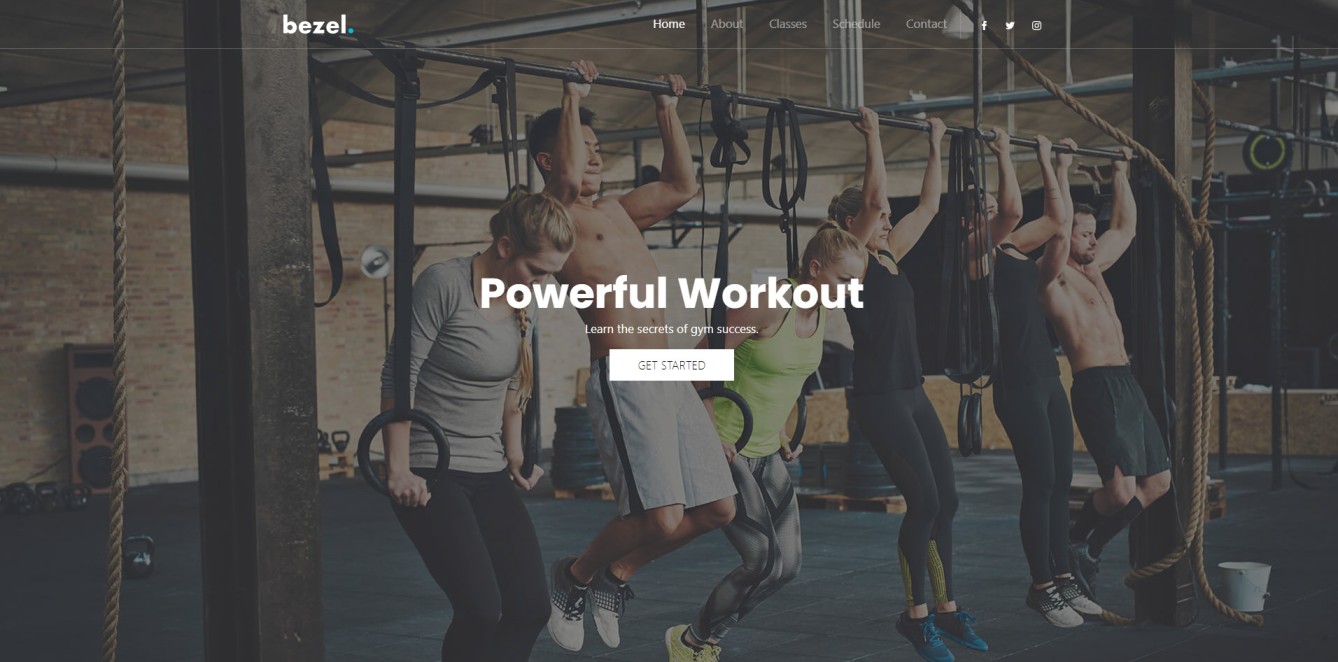 bezel.
Home About Classes Schedule Contact
Powerful Workout
Learn the secrets of gym success.
GET STARTED